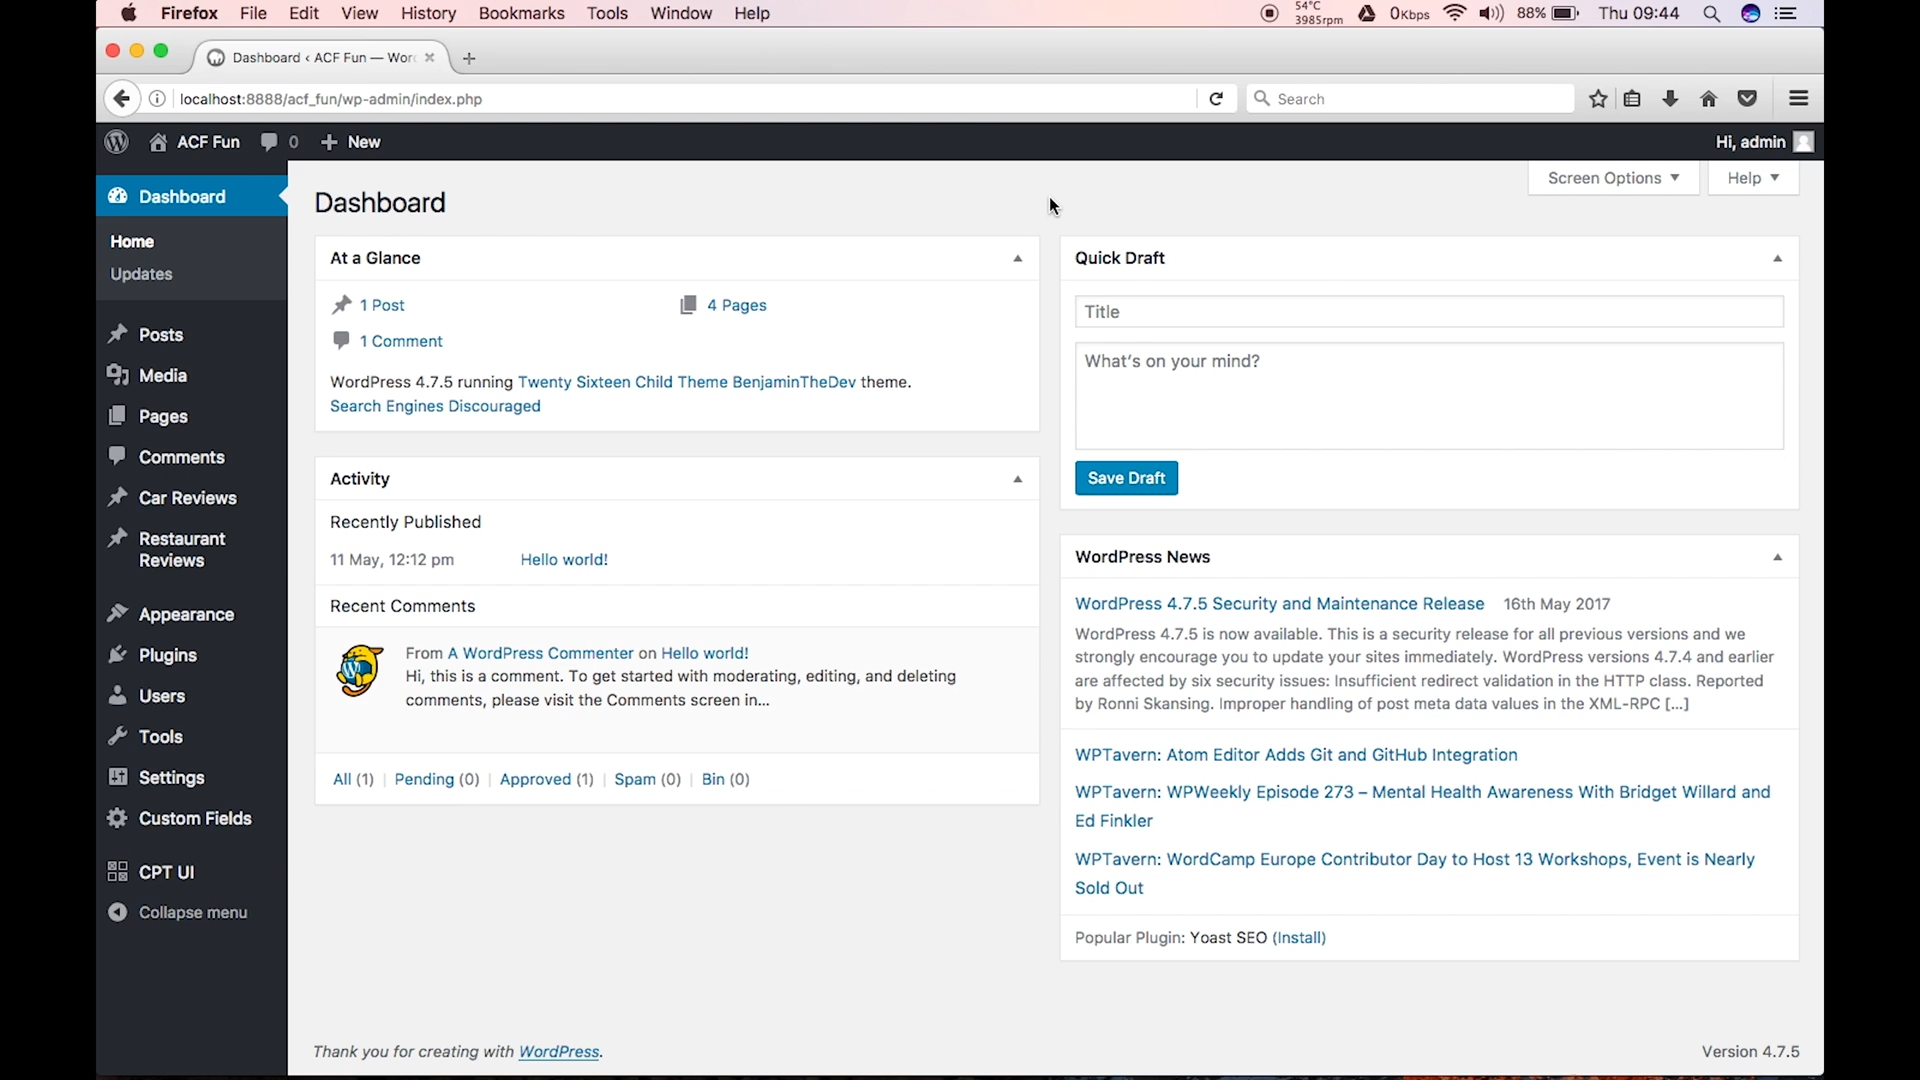 Firefox File Edit View History Bookmarks Tools Window Help
54°C
3985rpm
0Kbps
88%
Thu 09:44
Dashboard ‹ ACF Fun — Wor
localhost:8888/acf_fun/wp-admin/index.php
Search
ACF Fun
0
New
Hi, admin
Dashboard
Home
Updates
Posts
Media
Pages
Comments
Car Reviews
Restaurant
Reviews
Appearance
Plugins
Users
Tools
Settings
Custom Fields
CPT UI
Collapse menu
Screen Options
Help
Dashboard
At a Glance
1 Post
4 Pages
1 Comment
WordPress 4.7.5 running Twenty Sixteen Child Theme BenjaminTheDev theme.
Search Engines Discouraged
Activity
Recently Published
11 May, 12:12 pm Hello world!
Recent Comments
From A WordPress Commenter on Hello world!
Hi, this is a comment. To get started with moderating, editing, and deleting
comments, please visit the Comments screen in...
All (1) | Pending (0) | Approved (1) | Spam (0) | Bin (0)
Quick Draft
Title
What's on your mind?
Save Draft
WordPress News
WordPress 4.7.5 Security and Maintenance Release 16th May 2017
WordPress 4.7.5 is now available. This is a security release for all previous versions and we
strongly encourage you to update your sites immediately. WordPress versions 4.7.4 and earlier
are affected by six security issues: Insufficient redirect validation in the HTTP class. Reported
by Ronni Skansing. Improper handling of post meta data values in the XML-RPC [...]
WPTavern: Atom Editor Adds Git and GitHub Integration
WPTavern: WPWeekly Episode 273 – Mental Health Awareness With Bridget Willard and
Ed Finkler
WPTavern: WordCamp Europe Contributor Day to Host 13 Workshops, Event is Nearly
Sold Out
Popular Plugin: Yoast SEO (Install)
Thank you for creating with WordPress.
Version 4.7.5